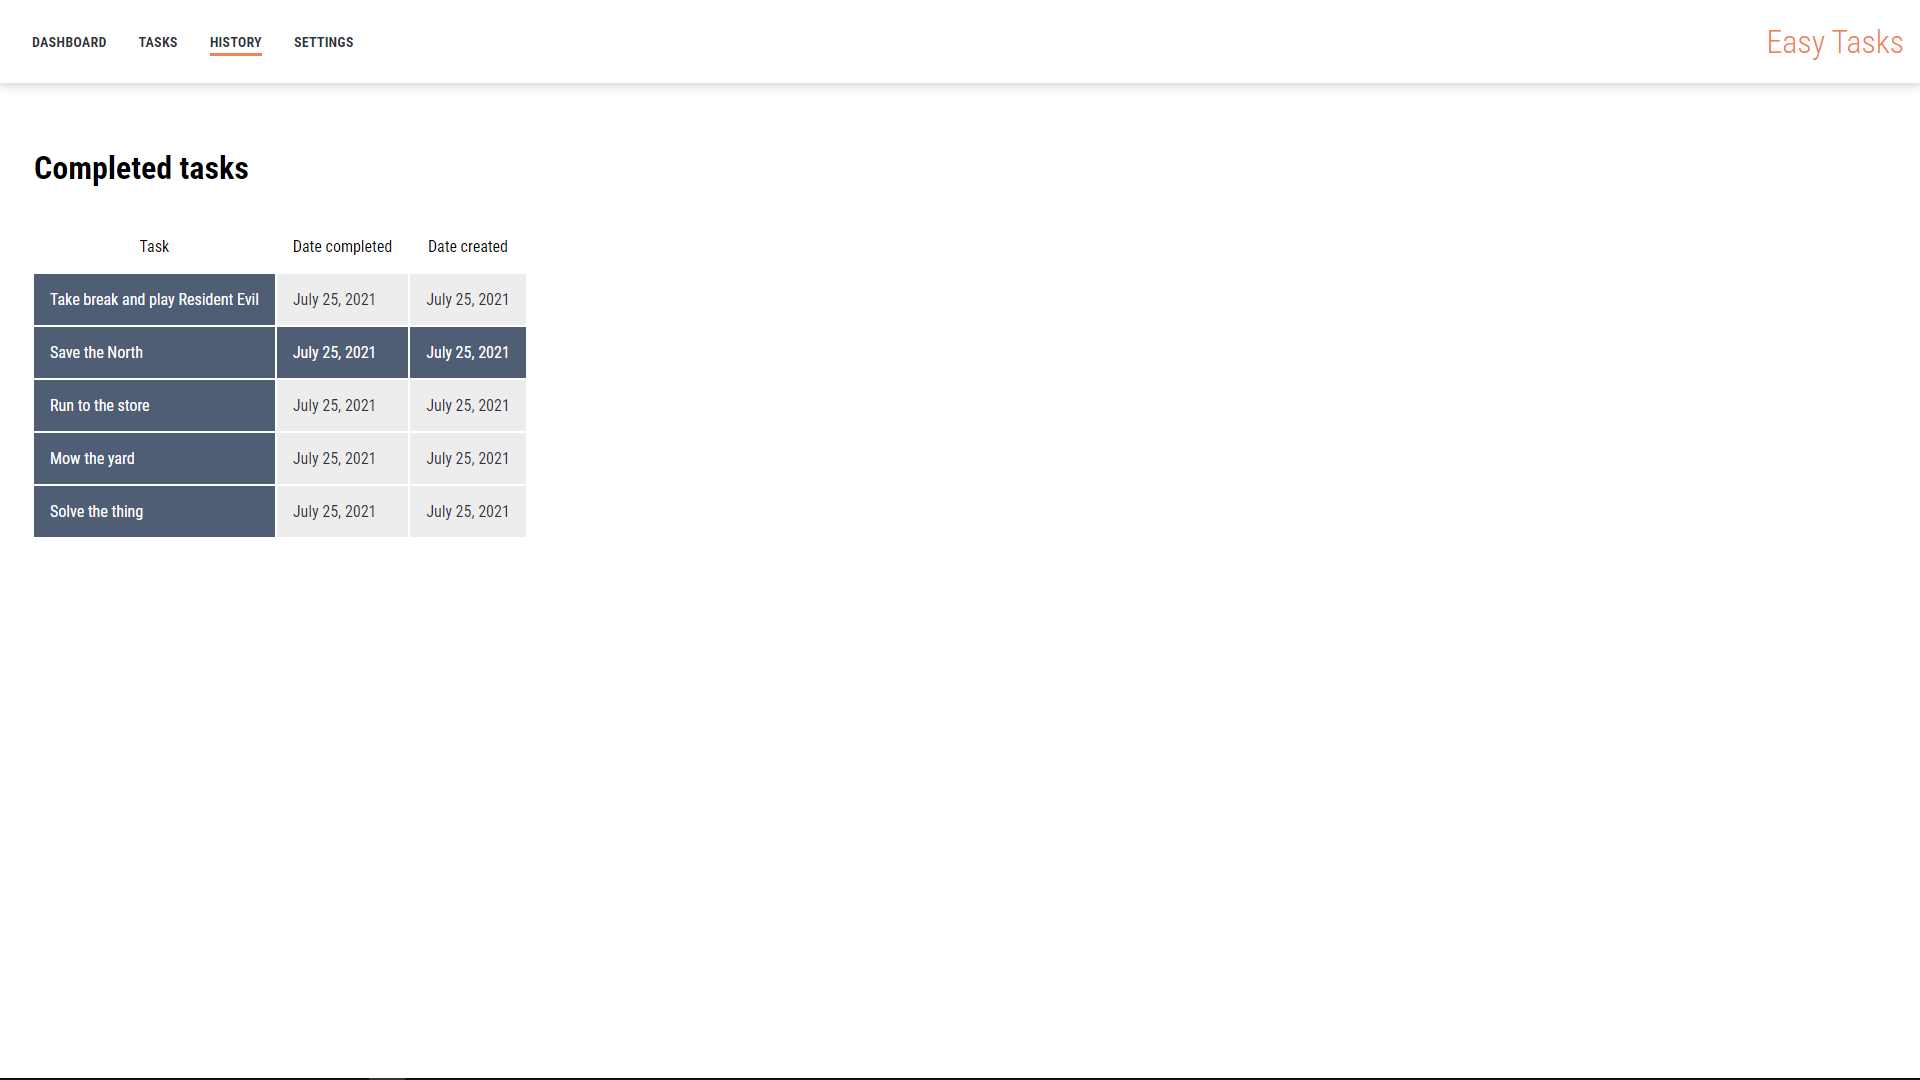 DASHBOARD TASKS HISTORY SETTINGS Easy Tasks
Completed tasks
Task Date completed Date created
Take break and play Resident Evil July 25, 2021 July 25, 2021
Save the North July 25, 2021 July 25, 2021
Run to the store July 25, 2021 July 25, 2021
Mow the yard July 25, 2021 July 25, 2021
Solve the thing July 25, 2021 July 25, 2021